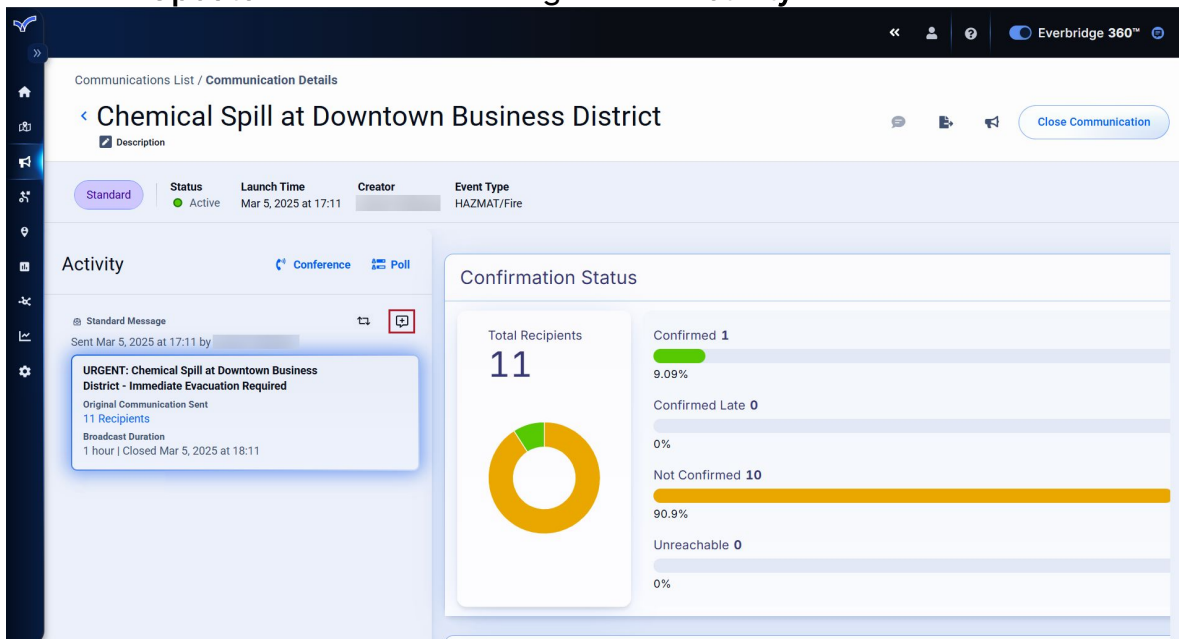 Everbridge 360™
Communications List / Communication Details
Chemical Spill at Downtown Business District
Description
Close Communication
Standard
Status
Active
Launch Time
Mar 5, 2025 at 17:11
Creator
Event Type
HAZMAT/Fire
Activity
Conference
Poll
Standard Message
Sent Mar 5, 2025 at 17:11 by
URGENT: Chemical Spill at Downtown Business
District - Immediate Evacuation Required
Original Communication Sent
11 Recipients
Broadcast Duration
1 hour | Closed Mar 5, 2025 at 18:11
Confirmation Status
Total Recipients
11
Confirmed 1
9.09%
Confirmed Late 0
0%
Not Confirmed 10
90.9%
Unreachable 0
0%